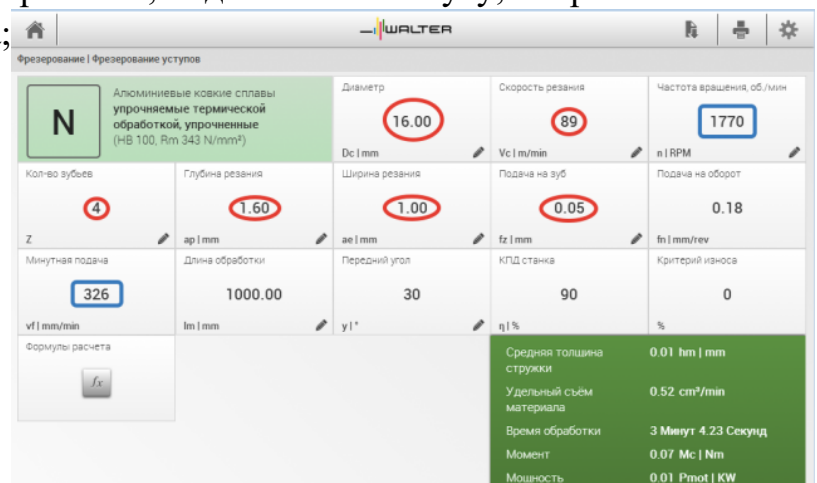 WALTER
Фрезерование | Фрезерование уступов
N
Алюминиевые ковкие сплавы
упрочняемые термической
обработкой, упрочненные
(HB 100, Rm 343 N/mm²)
Диаметр
16.00
Dc | mm
Скорость резания
89
Vc | m/min
Частота вращения, об./мин
1770
n | RPM
Кол-во зубьев
4
Z
Глубина резания
1.60
ap | mm
Ширина резания
1.00
ae | mm
Подача на зуб
0.05
fz | mm
Подача на оборот
0.18
fn | mm/rev
Минутная подача
326
vf | mm/min
Длина обработки
1000.00
lm | mm
Передний угол
30
γ | °
КПД станка
90
η | %
Критерий износа
0
%
Формулы расчета
fx
Средняя толщина
стружки
0.01 hm | mm
Удельный съём
материала
0.52 cm³/min
Время обработки
3 Минут 4.23 Секунд
Момент
0.07 Mc | Nm
Мощность
0.01 Pmot | KW